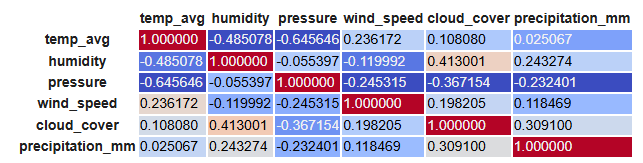 temp_avg humidity pressure wind_speed cloud_cover precipitation_mm
temp_avg 1.000000 -0.485078 -0.645646 0.236172 0.108080 0.025067
humidity -0.485078 1.000000 -0.055397 -0.119992 0.413001 0.243274
pressure -0.645646 -0.055397 1.000000 -0.245315 -0.367154 -0.232401
wind_speed 0.236172 -0.119992 -0.245315 1.000000 0.198205 0.118469
cloud_cover 0.108080 0.413001 -0.367154 0.198205 1.000000 0.309100
precipitation_mm 0.025067 0.243274 -0.232401 0.118469 0.309100 1.000000